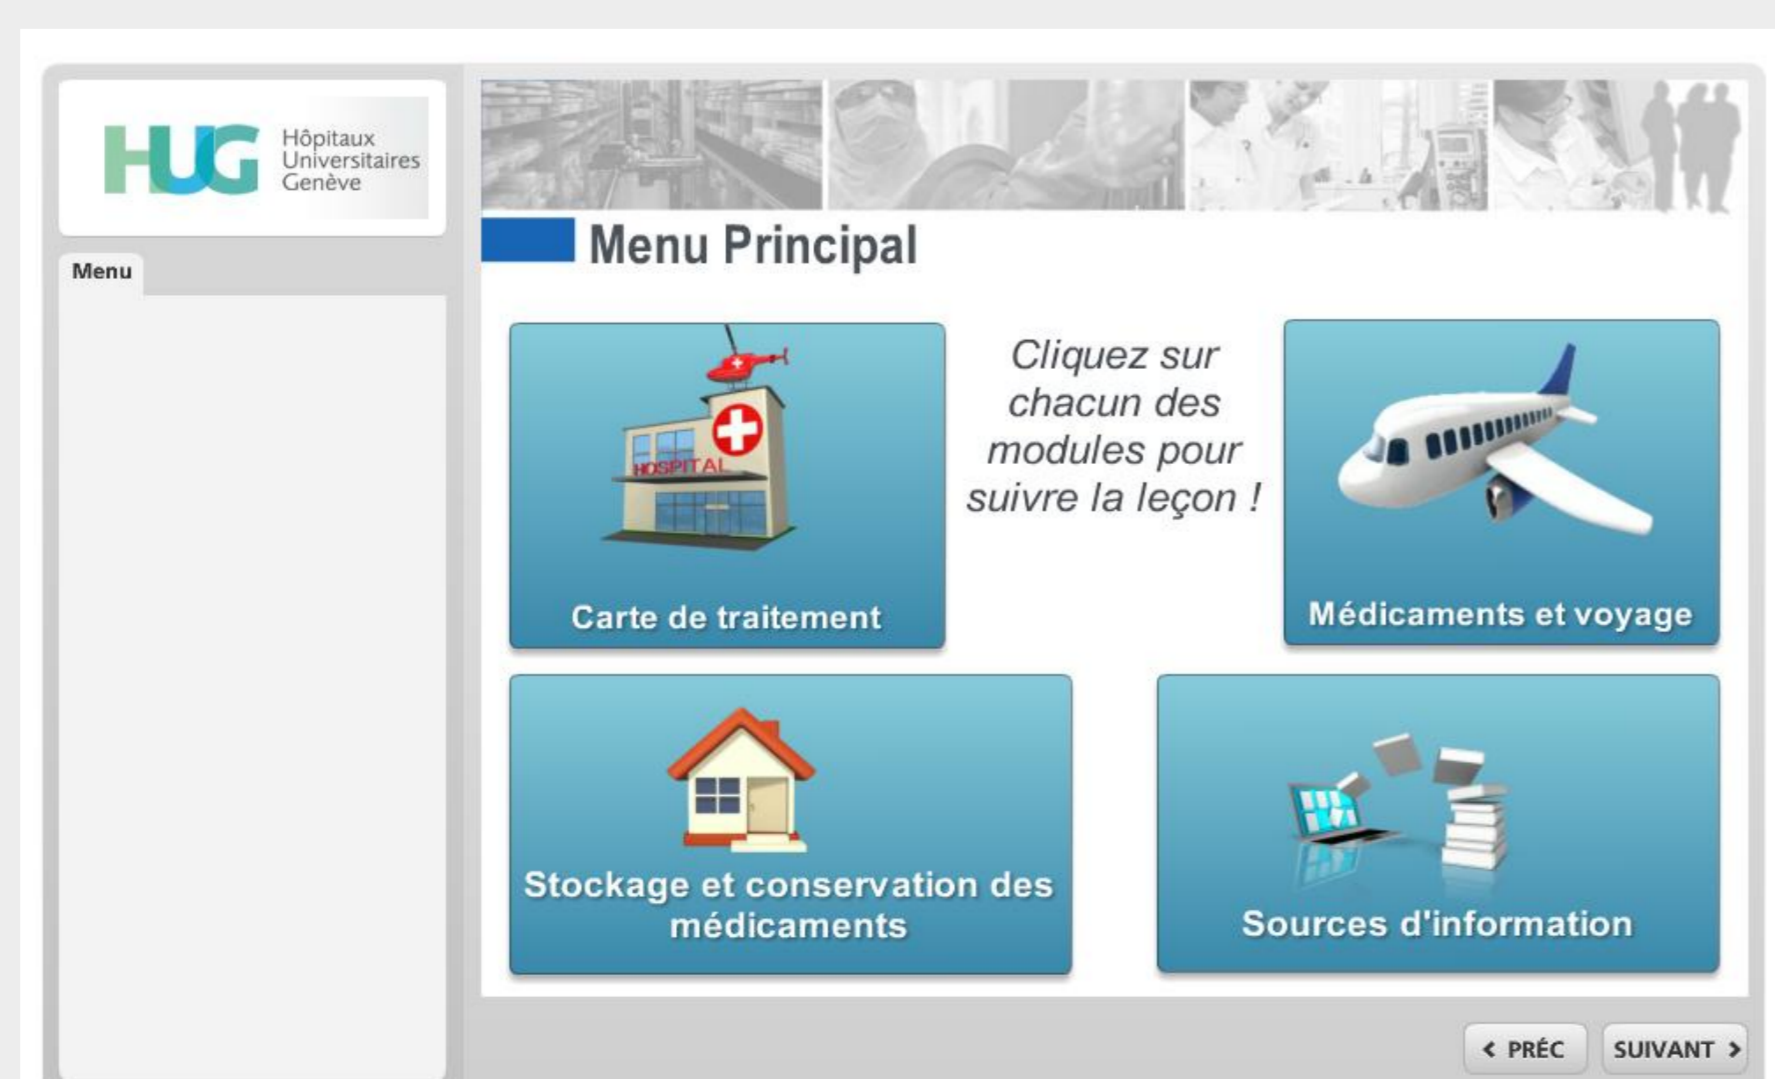 HUG
Hôpitaux
Universitaires
Genève
Menu
Menu Principal
HOSPITAL
Carte de traitement
Cliquez sur
chacun des
modules pour
suivre la leçon !
Médicaments et voyage
Stockage et conservation des
médicaments
Sources d'information
< PRÉC
SUIVANT >